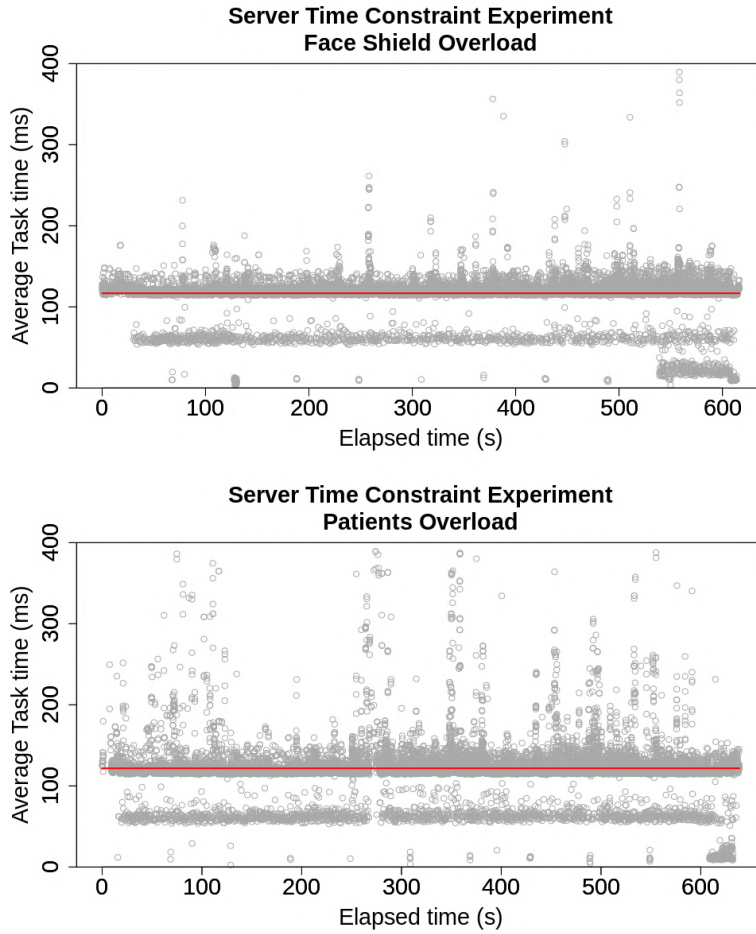 Server Time Constraint Experiment
Face Shield Overload
Average Task time (ms)
400
300
200
100
0
0 100 200 300 400 500 600
Elapsed time (s)
Server Time Constraint Experiment
Patients Overload
Average Task time (ms)
400
300
200
100
0
0 100 200 300 400 500 600
Elapsed time (s)